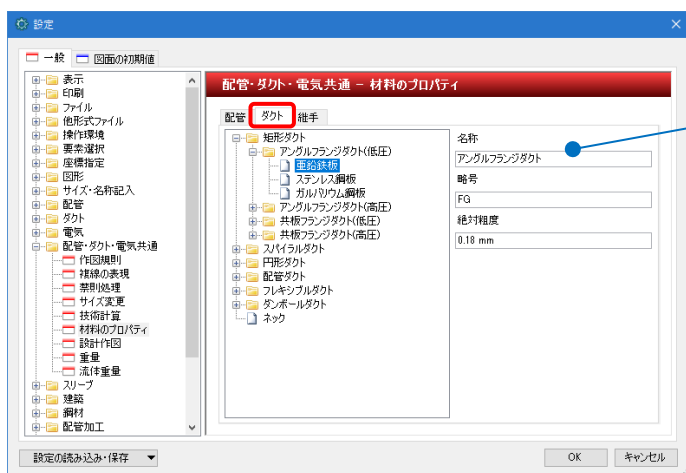 設定
一般
図面の初期値
表示
印刷
ファイル
他形式ファイル
操作環境
要素選択
座標指定
図形
サイズ・名称記入
配管
ダクト
電気
配管・ダクト・電気共通
作図規則
複線の表現
禁則処理
サイズ変更
技術計算
材料のプロパティ
設計作図
重量
流体重量
スリーブ
建築
鋼材
配管加工
配管・ダクト・電気共通 - 材料のプロパティ
配管
ダクト
継手
矩形ダクト
アングルフランジダクト(低圧)
亜鉛鉄板
ステンレス鋼板
ガルバリウム鋼板
アングルフランジダクト(高圧)
共板フランジダクト(低圧)
共板フランジダクト(高圧)
スパイラルダクト
円形ダクト
配管ダクト
フレキシブルダクト
ダンボールダクト
ネック
名称
アングルフランジダクト
略号
FG
絶対粗度
0.18 mm
設定の読み込み・保存
OK
キャンセル